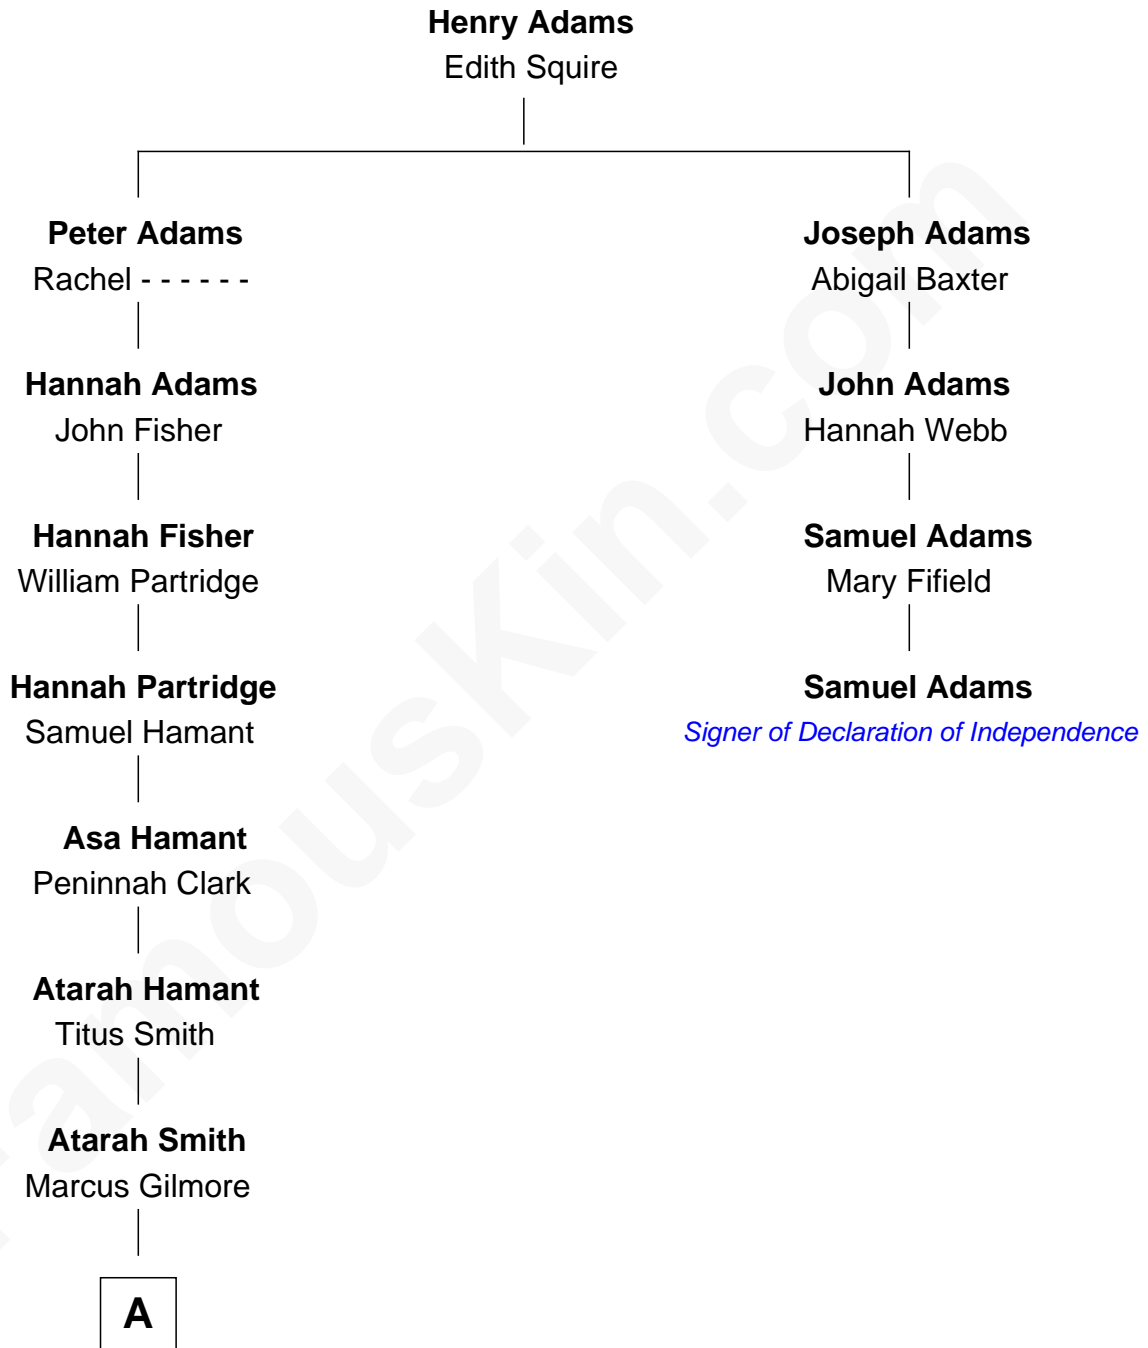 Henry Adams
Edith Squire
Peter Adams
Rachel - - - - - -
Joseph Adams
Abigail Baxter
Hannah Adams
John Fisher
John Adams
Hannah Webb
Hannah Fisher
William Partridge
Samuel Adams
Mary Fifield
Hannah Partridge
Samuel Hamant
Samuel Adams
Signer of Declaration of Independence
Asa Hamant
Peninnah Clark
Atarah Hamant
Titus Smith
Atarah Smith
Marcus Gilmore
A
FamousKin.com